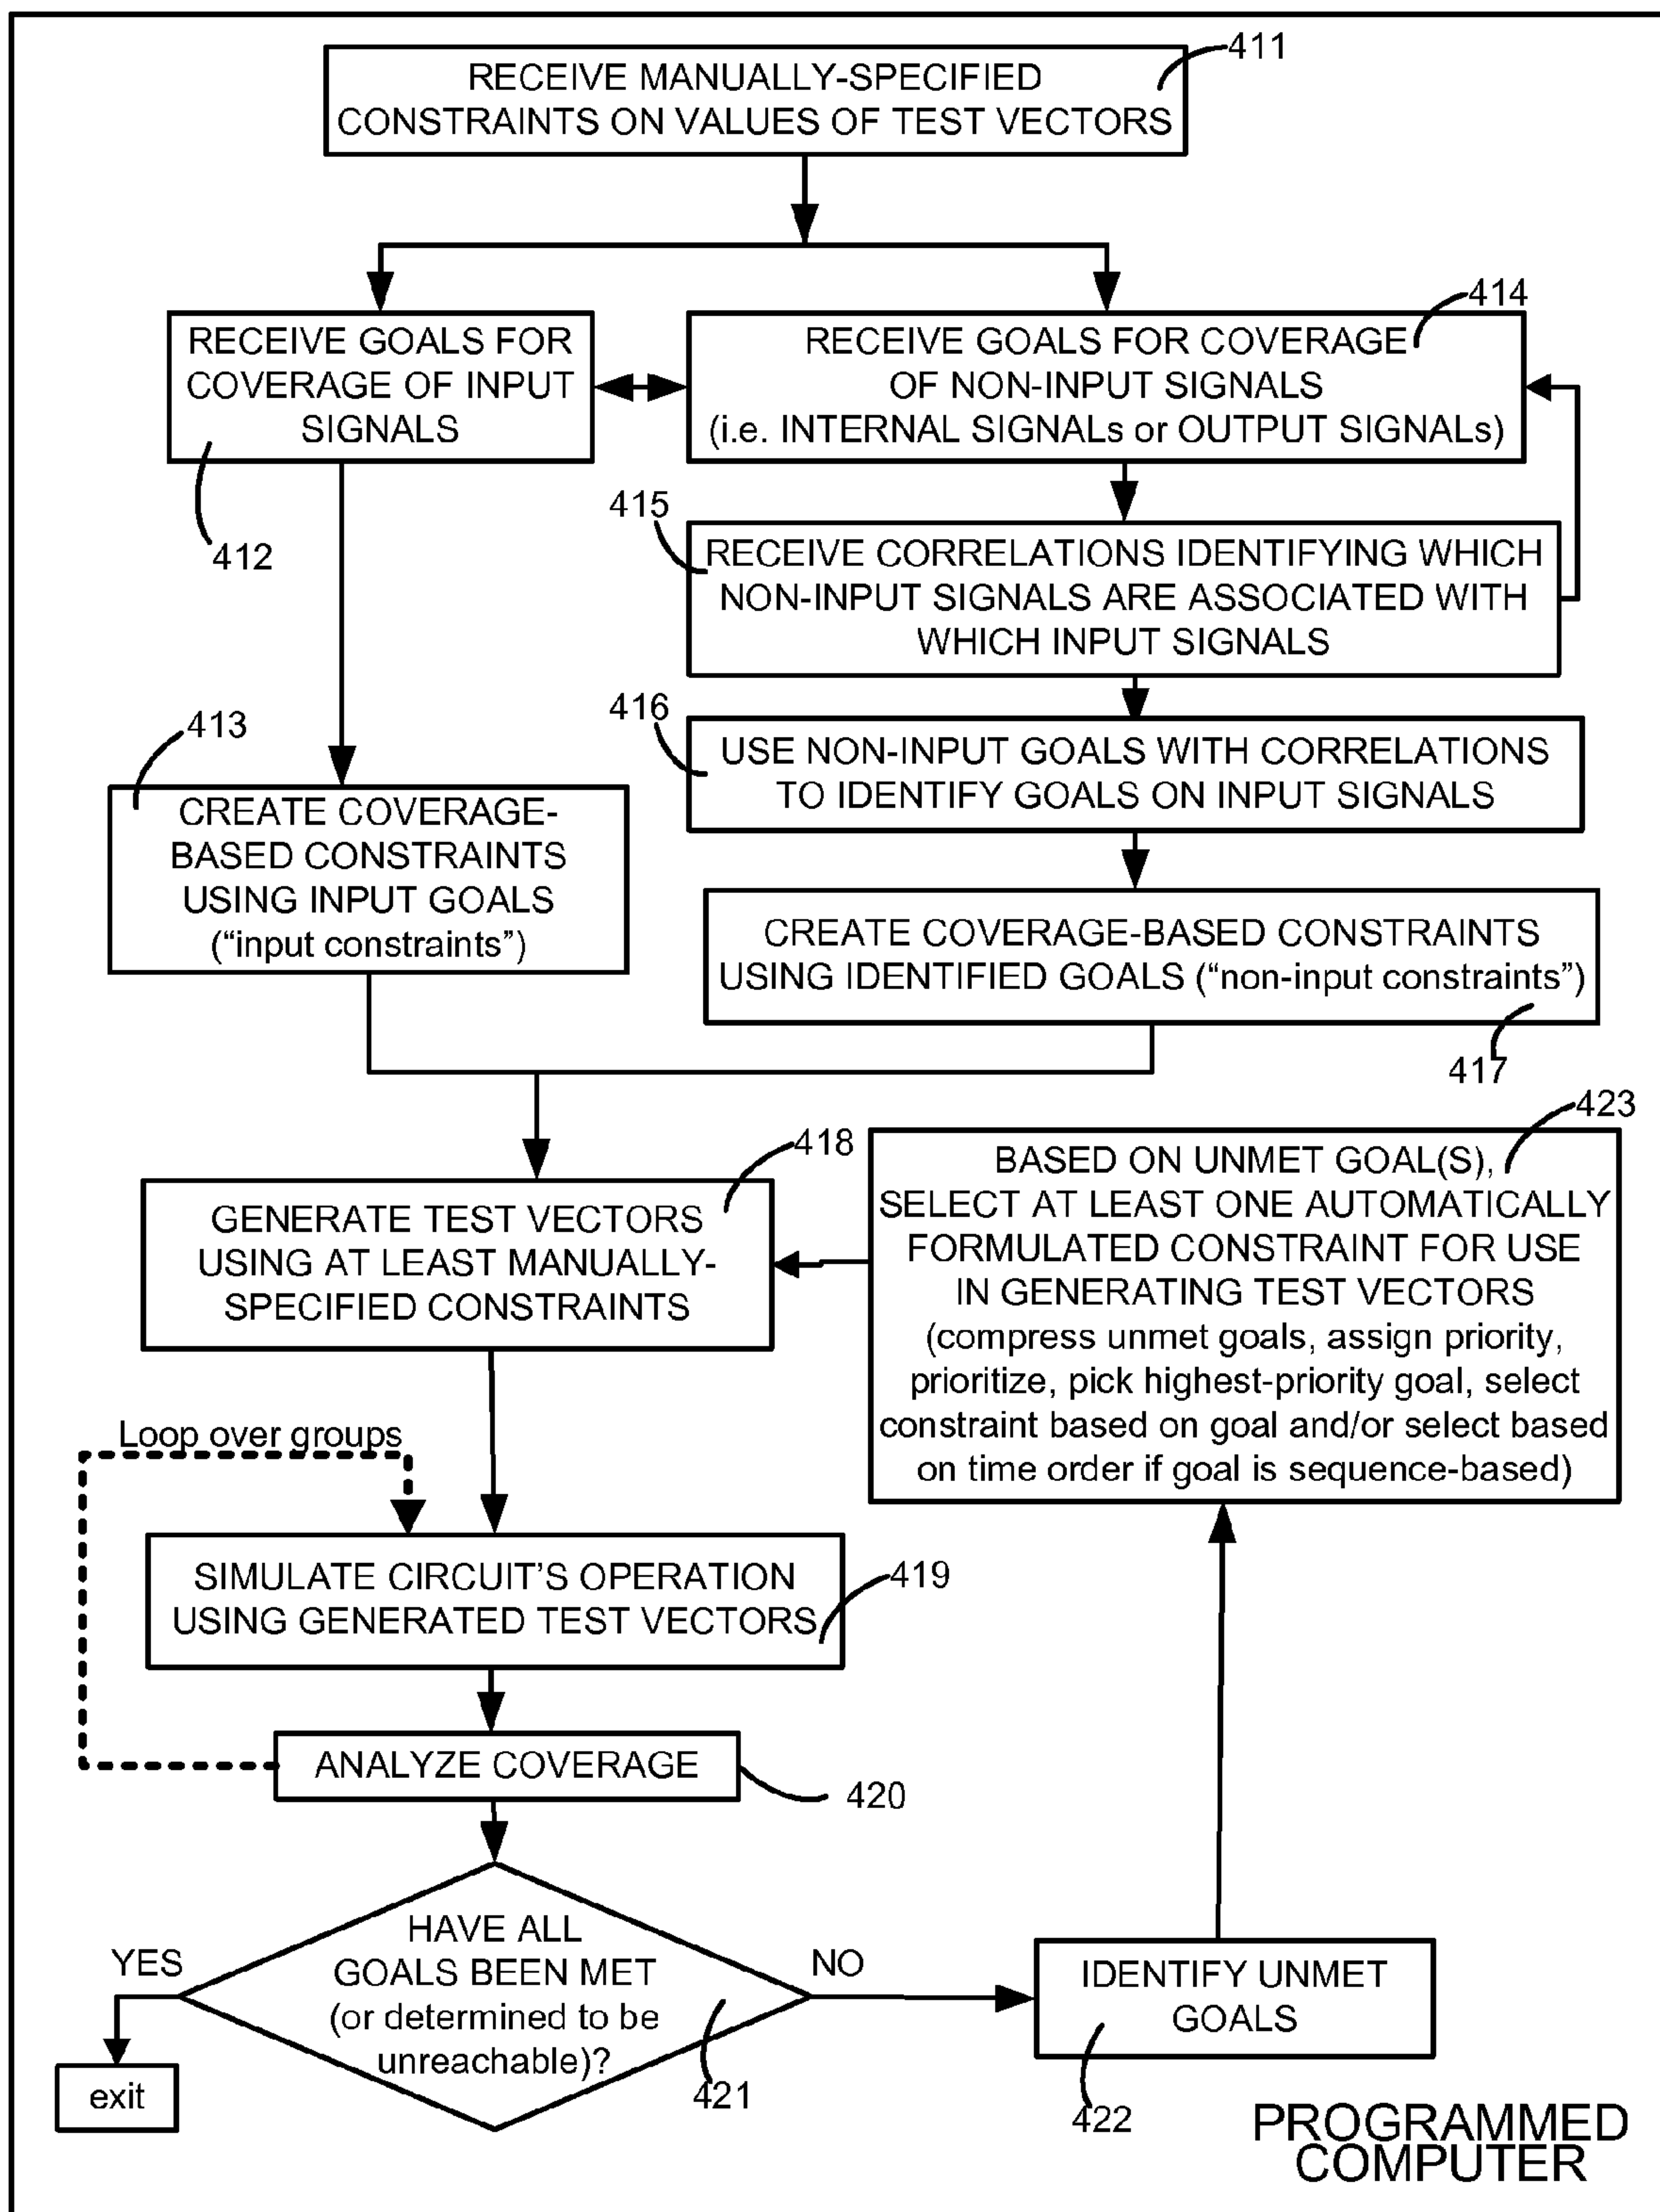 411
RECEIVE MANUALLY-SPECIFIED
CONSTRAINTS ON VALUES OF TEST VECTORS
412
RECEIVE GOALS FOR
COVERAGE OF INPUT
SIGNALS
414
RECEIVE GOALS FOR COVERAGE
OF NON-INPUT SIGNALS
(i.e. INTERNAL SIGNALs or OUTPUT SIGNALs)
415
RECEIVE CORRELATIONS IDENTIFYING WHICH
NON-INPUT SIGNALS ARE ASSOCIATED WITH
WHICH INPUT SIGNALS
416
USE NON-INPUT GOALS WITH CORRELATIONS
TO IDENTIFY GOALS ON INPUT SIGNALS
413
CREATE COVERAGE-
BASED CONSTRAINTS
USING INPUT GOALS
(“input constraints”)
CREATE COVERAGE-BASED CONSTRAINTS
USING IDENTIFIED GOALS (“non-input constraints”)
417
418
GENERATE TEST VECTORS
USING AT LEAST MANUALLY-
SPECIFIED CONSTRAINTS
423
BASED ON UNMET GOAL(S),
SELECT AT LEAST ONE AUTOMATICALLY
FORMULATED CONSTRAINT FOR USE
IN GENERATING TEST VECTORS
(compress unmet goals, assign priority,
prioritize, pick highest-priority goal, select
constraint based on goal and/or select based
on time order if goal is sequence-based)
Loop over groups
SIMULATE CIRCUIT'S OPERATION
USING GENERATED TEST VECTORS
419
ANALYZE COVERAGE
420
HAVE ALL
GOALS BEEN MET
(or determined to be
unreachable)?
421
YES
exit
NO
IDENTIFY UNMET
GOALS
422
PROGRAMMED
COMPUTER